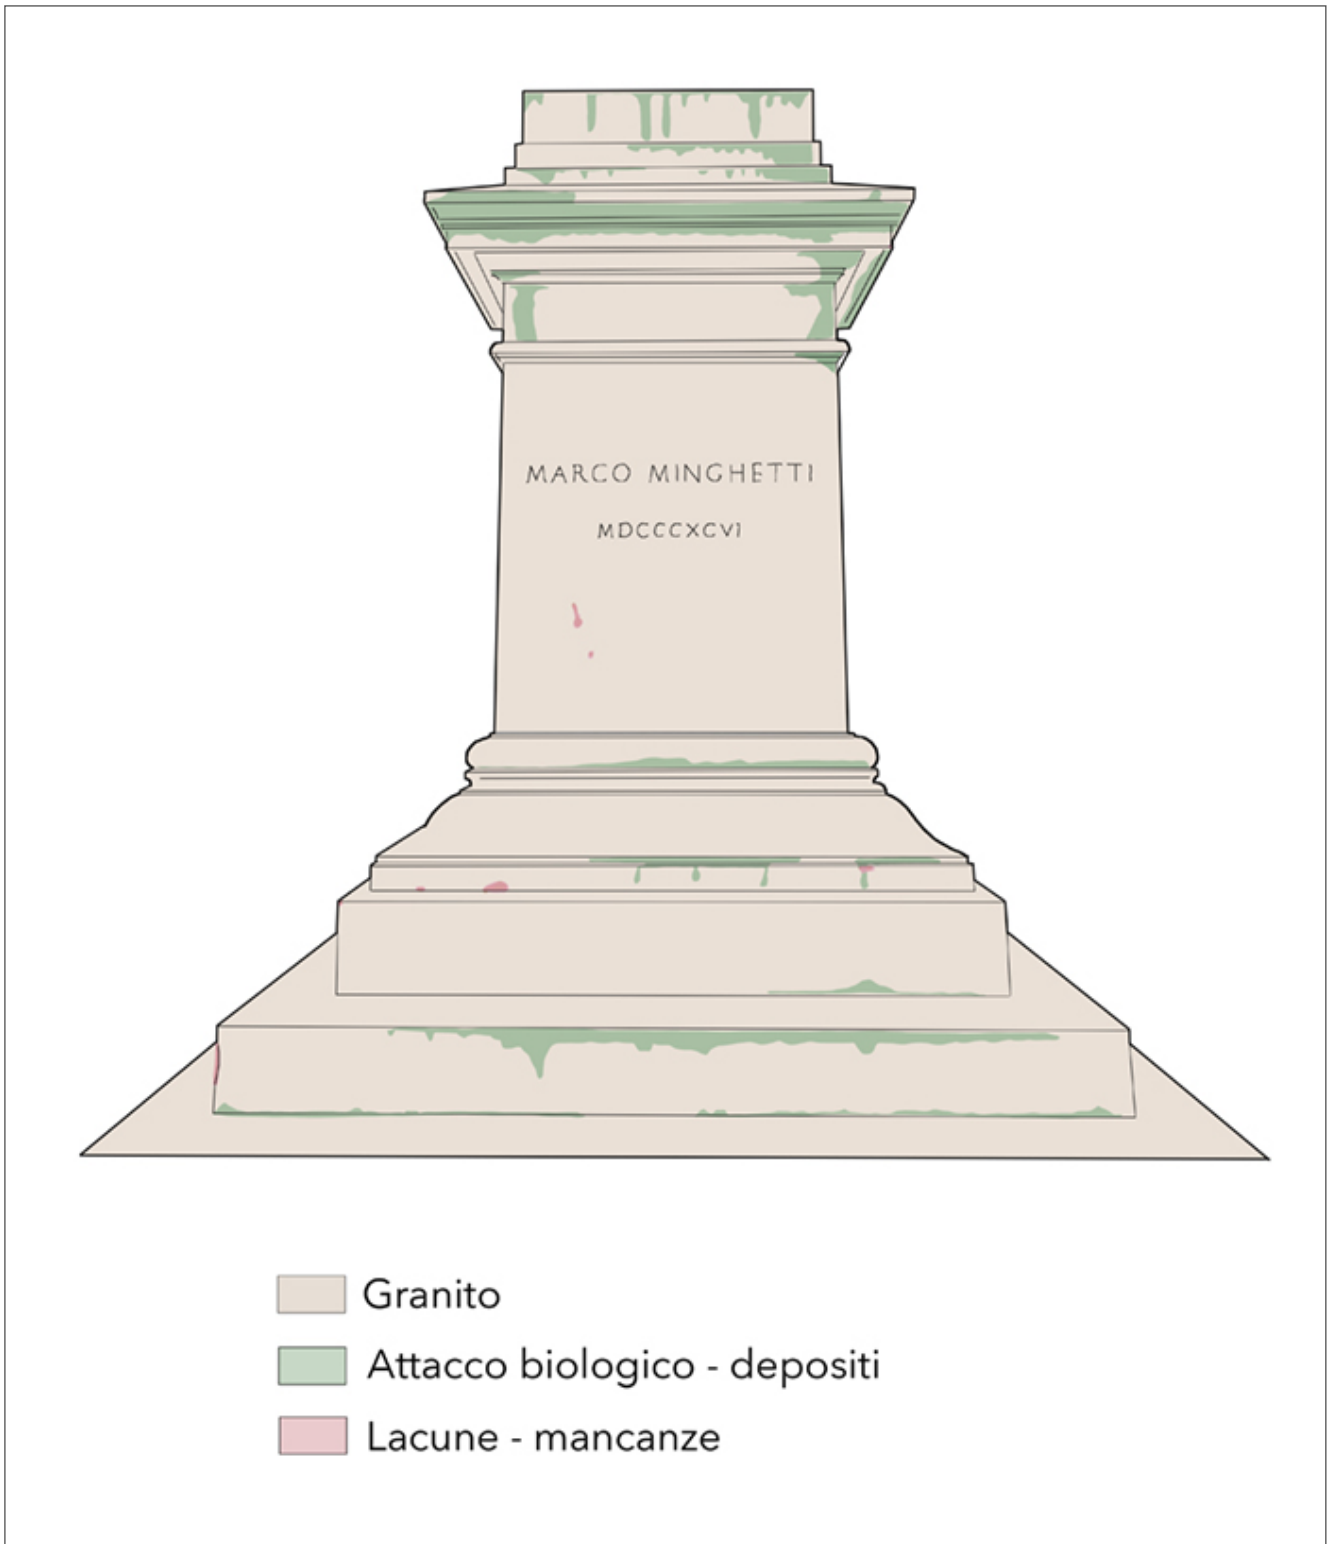 MARCO MINGHETTI
MDCCCXCVI
Granito
Attacco biologico - depositi
Lacune - mancanze